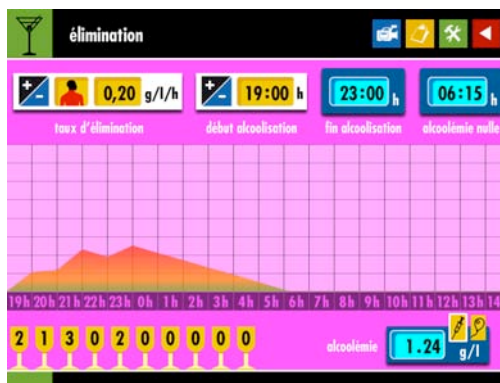 élimination
0,20 g/l/h
19:00 h
23:00 h
06:15 h
taux d'élimination
début alcoolisation
fin alcoolisation
alcoolémie nulle
19h 20h 21h 22h 23h 0h 1h 2h 3h 4h 5h 6h 7h 8h 9h 10h 11h 12h 13h 14
2 1 3 0 2 0 0 0 0 0
alcoolémie 1.24 g/l